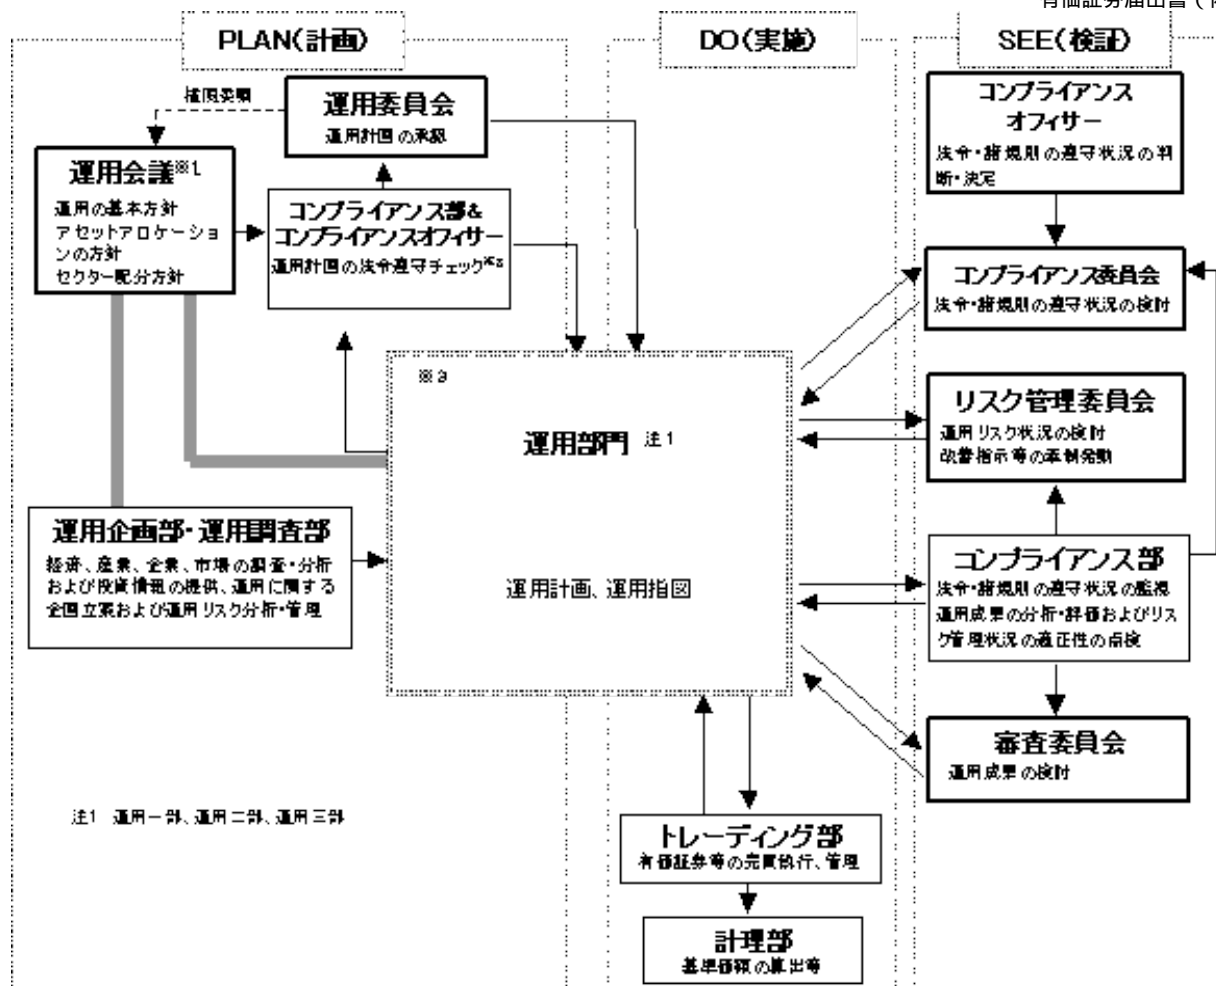 有価証券届出書（
PLAN(計画)
DO(実施)
SEE(検証)
権限委嘱
運用委員会
運用計画の承認
運用会議※1
運用の基本方針
アセットアロケーショ
ンの方針
セクター配分方針
コンプライアンス部&
コンプライアンスオフィサー
運用計画の法令遵守チェック※2
コンプライアンス
オフィサー
法令・諸規則の遵守状況の判
断・決定
コンプライアンス委員会
法令・諸規則の遵守状況の検討
※3
運用部門 注1
運用計画、運用指図
リスク管理委員会
運用リスク状況の検討
改善指示等の牽制発動
運用企画部・運用調査部
経済、産業、企業、市場の調査・分析
および投資情報の提供、運用に関する
企画立案および運用リスク分析・管理
コンプライアンス部
法令・諸規則の遵守状況の監視
運用成果の分析・評価およびリス
ク管理状況の適正性の点検
審査委員会
運用成果の検討
注1 運用一部、運用二部、運用三部
トレーディング部
有価証券等の売買執行、管理
計理部
基準価額の算出等